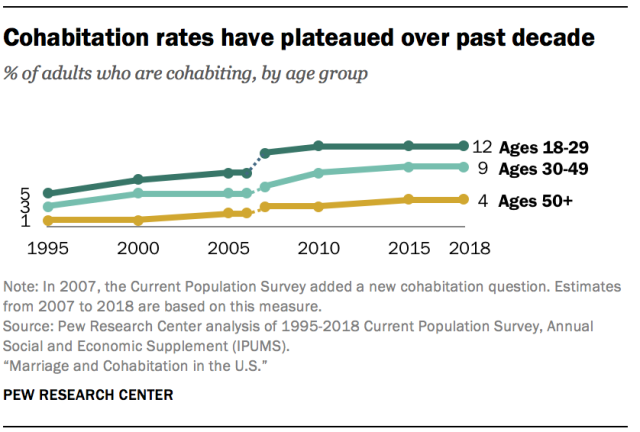 Cohabitation rates have plateaued over past decade
% of adults who are cohabiting, by age group
12 Ages 18-29
9 Ages 30-49
4 Ages 50+
5
3
1
1995 2000 2005 2010 2015 2018
Note: In 2007, the Current Population Survey added a new cohabitation question. Estimates
from 2007 to 2018 are based on this measure.
Source: Pew Research Center analysis of 1995-2018 Current Population Survey, Annual
Social and Economic Supplement (IPUMS).
“Marriage and Cohabitation in the U.S.”
PEW RESEARCH CENTER